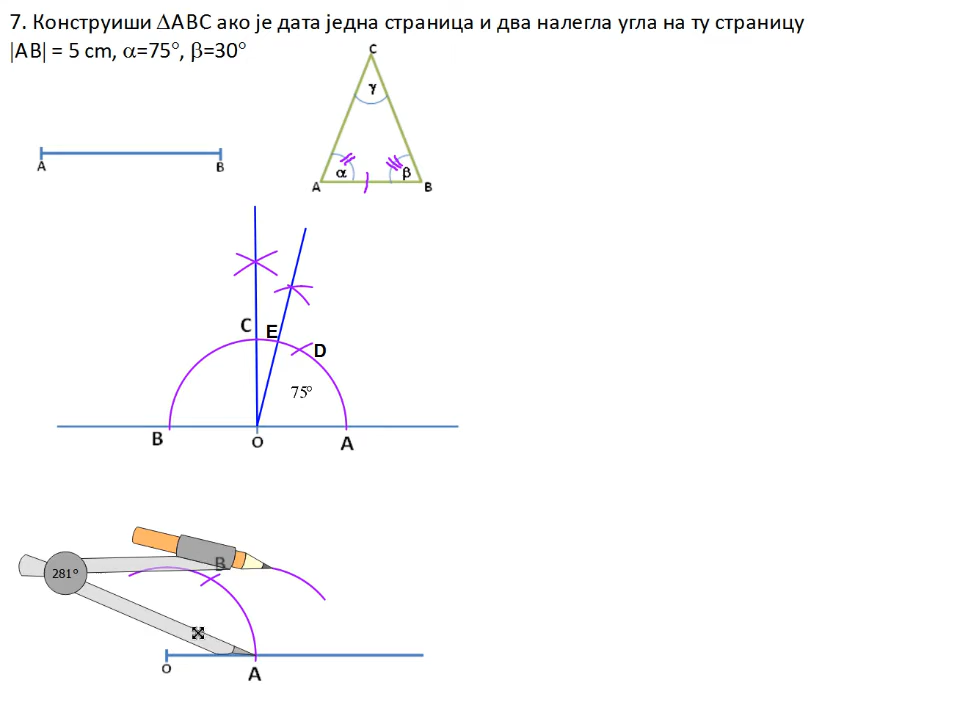 7. Конструиши ∆ABC ако је дата једна страница и два налегла угла на ту страницу
|AB| = 5 cm, α=75°, β=30°
C
γ
A
B
α
β
A
B
C
E
D
75°
B
O
A
B
281°
O
A